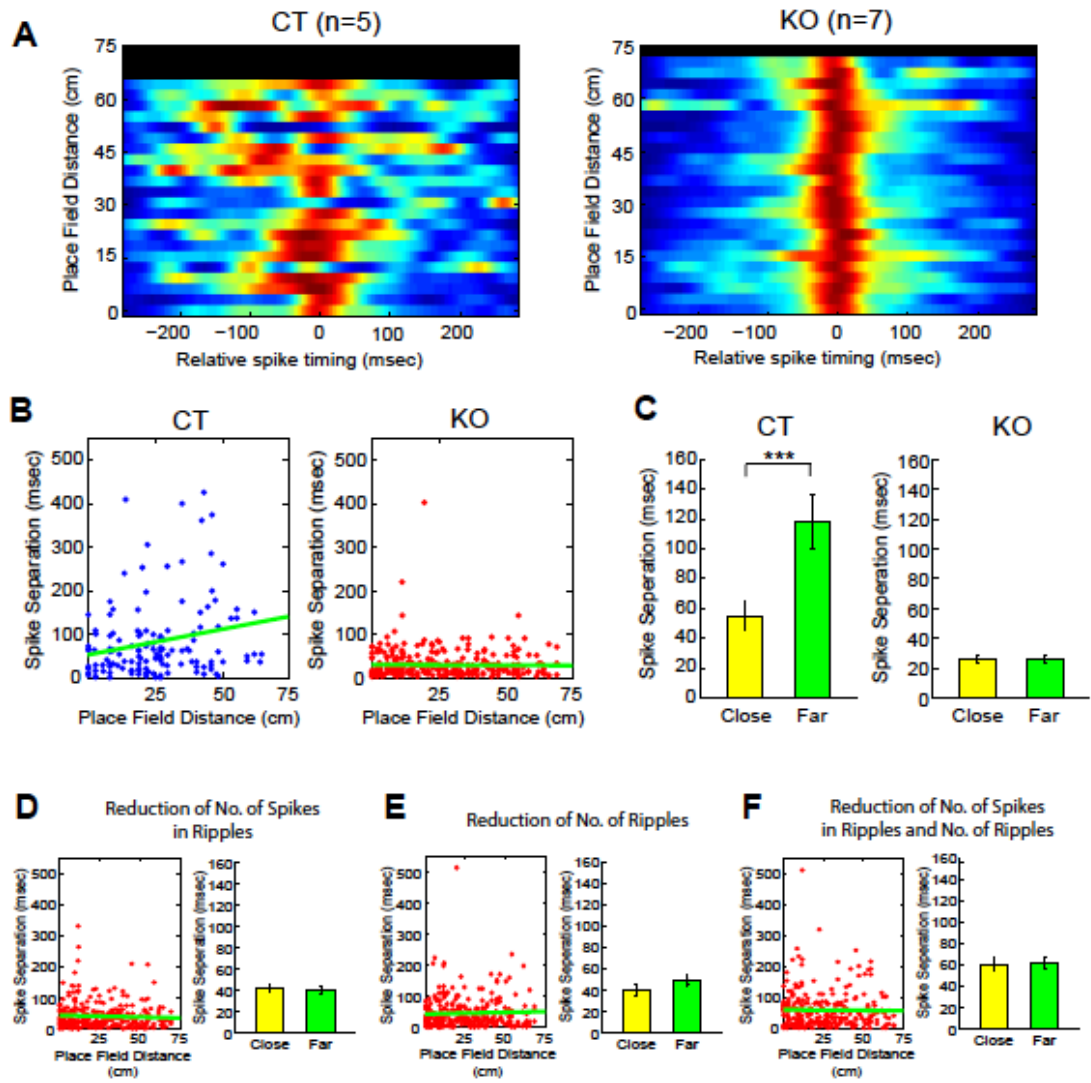 A
CT (n=5)
KO (n=7)
Place Field Distance (cm)
75
60
45
30
15
0
−200 −100 0 100 200
Relative spike timing (msec)
Place Field Distance (cm)
75
60
45
30
15
0
−200 −100 0 100 200
Relative spike timing (msec)
B
CT
KO
Spike Separation (msec)
500
400
300
200
100
0
25 50 75
Place Field Distance (cm)
Spike Separation (msec)
500
400
300
200
100
0
25 50 75
Place Field Distance (cm)
C
CT
KO
Spike Seperation (msec)
160
140
120
100
80
60
40
20
0
***
Close Far
Spike Seperation (msec)
160
140
120
100
80
60
40
20
0
Close Far
D
Reduction of No. of Spikes
in Ripples
Spike Separation (msec)
500
400
300
200
100
0
25 50 75
Place Field Distance
(cm)
Spike Seperation (msec)
160
140
120
100
80
60
40
20
0
Close Far
E
Reduction of No. of Ripples
Spike Separation (msec)
500
400
300
200
100
0
25 50 75
Place Field Distance
(cm)
Spike Seperation (msec)
160
140
120
100
80
60
40
20
0
Close Far
F
Reduction of No. of Spikes
in Ripples and No. of Ripples
Spike Separation (msec)
500
400
300
200
100
0
25 50 75
Place Field Distance
(cm)
Spike Seperation (msec)
160
140
120
100
80
60
40
20
0
Close Far